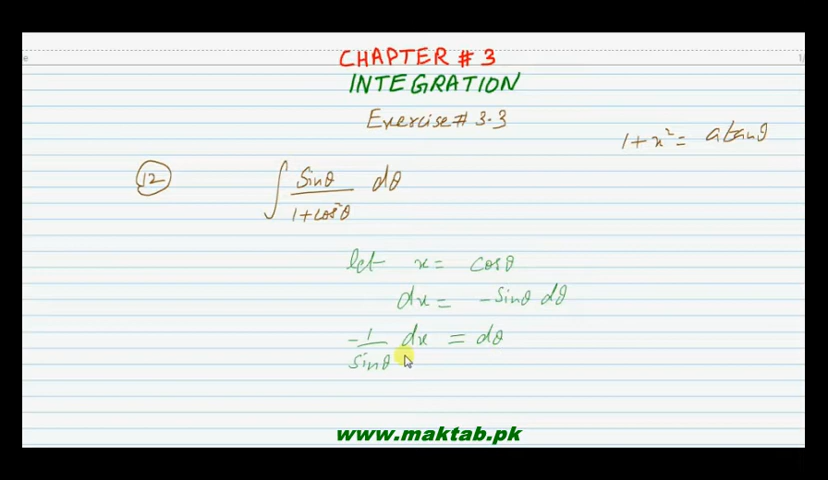 CHAPTER # 3
INTEGRATION
Exercise# 3.3
1+x² = a tanθ
12 ∫ Sinθ / 1+cos²θ dθ
let x = cosθ
dx = -Sinθ dθ
-1/sinθ dx = dθ
www.maktab.pk